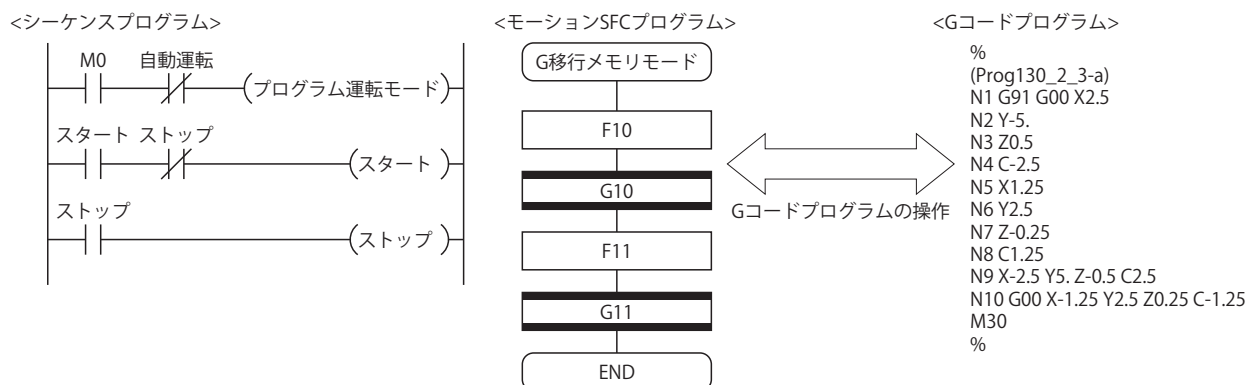 <シーケンスプログラム>
M0 自動運転
プログラム運転モード
スタート ストップ
スタート
ストップ
ストップ
<モーションSFCプログラム>
G移行メモリモード
F10
G10
F11
G11
END
Gコードプログラムの操作
<Gコードプログラム>
%
(Prog130_2_3-a)
N1 G91 G00 X2.5
N2 Y-5.
N3 Z0.5
N4 C-2.5
N5 X1.25
N6 Y2.5
N7 Z-0.25
N8 C1.25
N9 X-2.5 Y5. Z-0.5 C2.5
N10 G00 X-1.25 Y2.5 Z0.25 C-1.25
M30
%